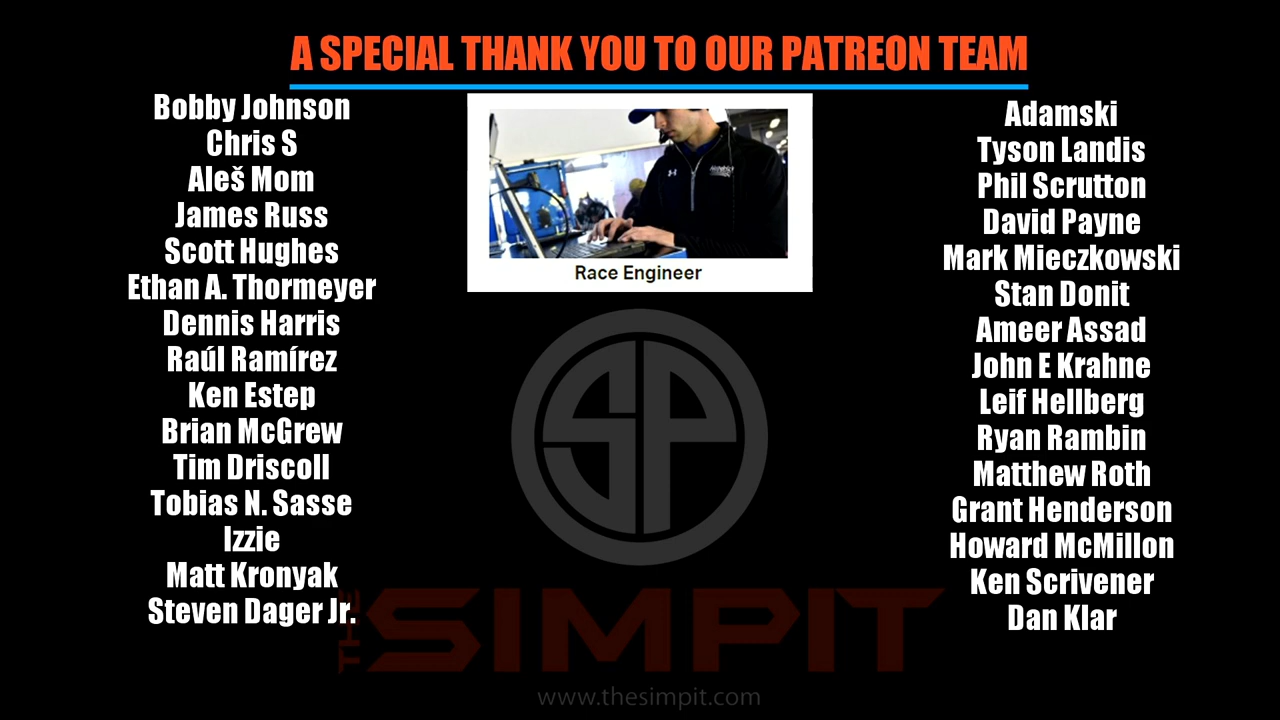 A SPECIAL THANK YOU TO OUR PATREON TEAM
Bobby Johnson
Chris S
Aleš Mom
James Russ
Scott Hughes
Ethan A. Thormeyer
Dennis Harris
Raúl Ramírez
Ken Estep
Brian McGrew
Tim Driscoll
Tobias N. Sasse
Izzie
Matt Kronyak
Steven Dager Jr.
Race Engineer
SP
THE SIMPIT
www.thesimpit.com
Adamski
Tyson Landis
Phil Scrutton
David Payne
Mark Mieczkowski
Stan Donit
Ameer Assad
John E Krahne
Leif Hellberg
Ryan Rambin
Matthew Roth
Grant Henderson
Howard McMillon
Ken Scrivener
Dan Klar